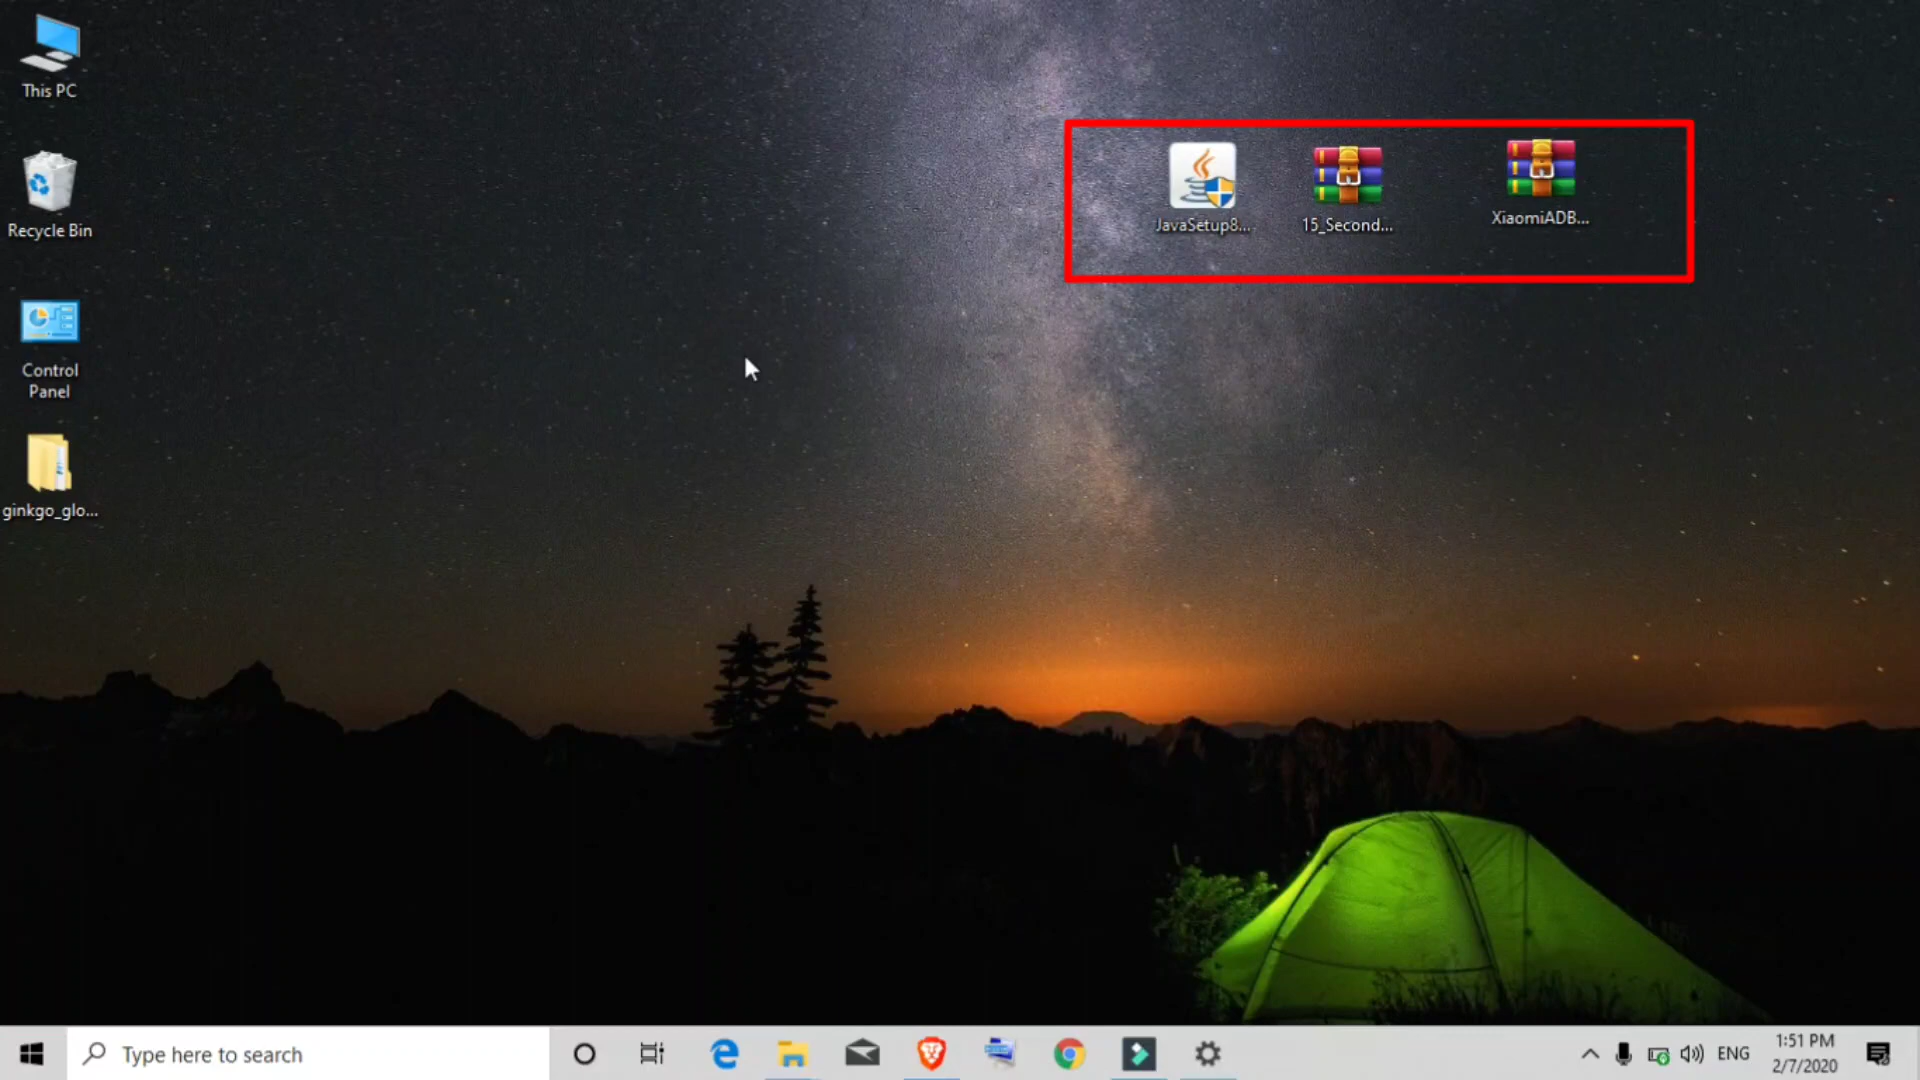 This PC
Recycle Bin
Control
Panel
ginkgo_glo...
JavaSetup8...
15_Second...
XiaomiADB...
Type here to search
ENG
1:51 PM
2/7/2020